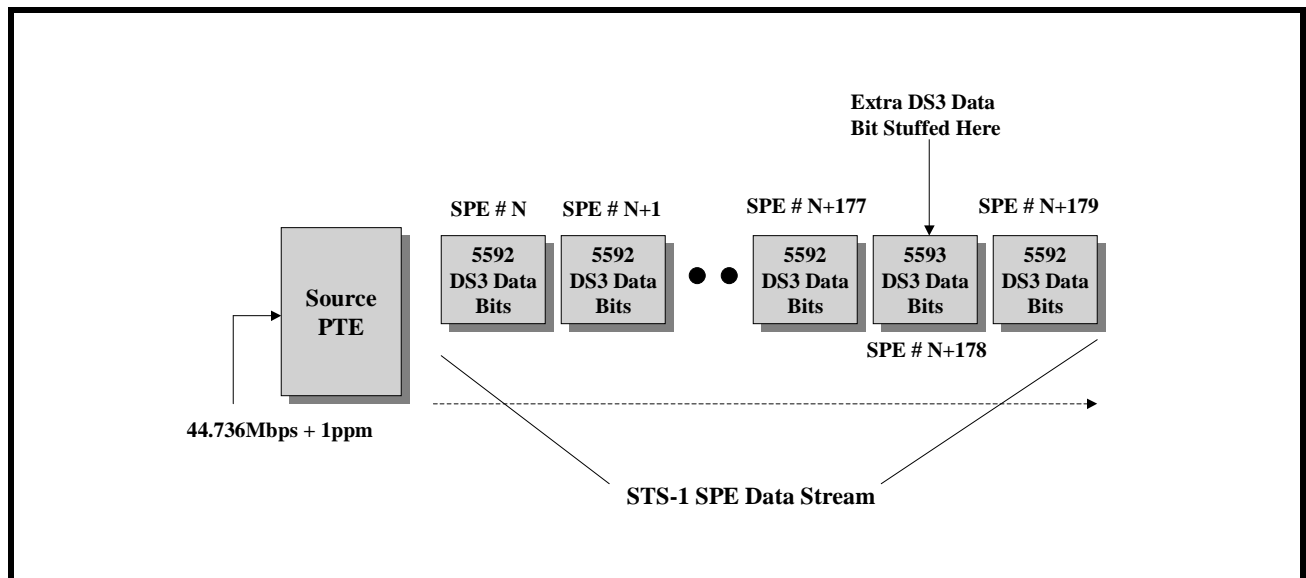 Extra DS3 Data
Bit Stuffed Here
SPE # N
SPE # N+1
SPE # N+177
SPE # N+179
Source
PTE
5592
DS3 Data
Bits
5592
DS3 Data
Bits
5592
DS3 Data
Bits
5593
DS3 Data
Bits
5592
DS3 Data
Bits
SPE # N+178
44.736Mbps + 1ppm
STS-1 SPE Data Stream